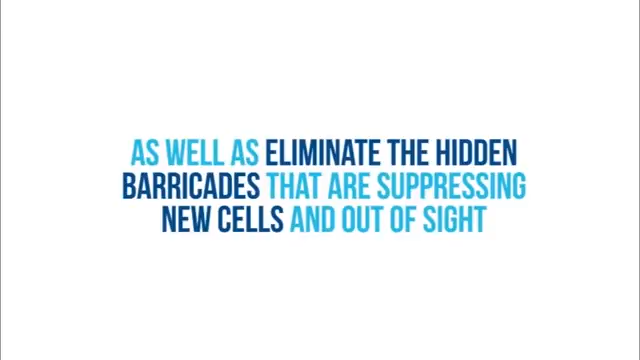 AS WELL AS ELIMINATE THE HIDDEN
BARRICADES THAT ARE SUPPRESSING
NEW CELLS AND OUT OF SIGHT